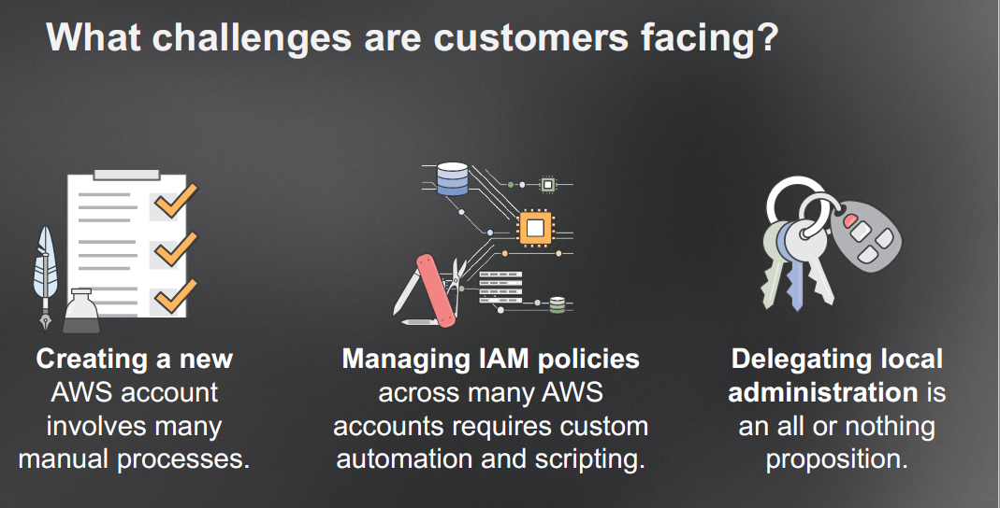 What challenges are customers facing?
Creating a new
AWS account
involves many
manual processes.
Managing IAM policies
across many AWS
accounts requires custom
automation and scripting.
Delegating local
administration is
an all or nothing
proposition.